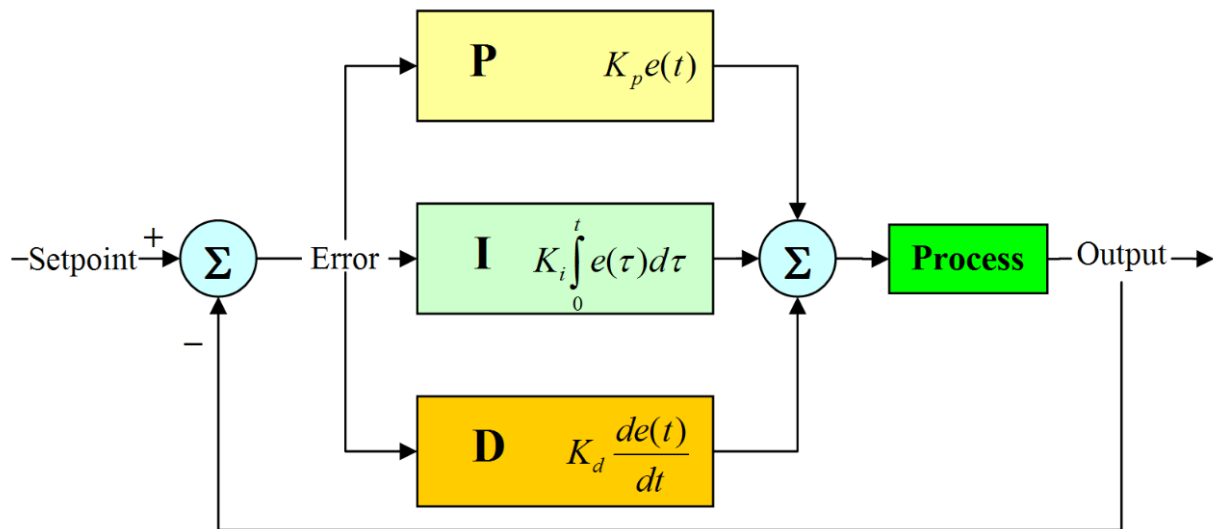 P K_p e(t)
Setpoint + Σ Error I K_i ∫_0^t e(τ)dτ Σ Process Output
−
D K_d de(t)/dt